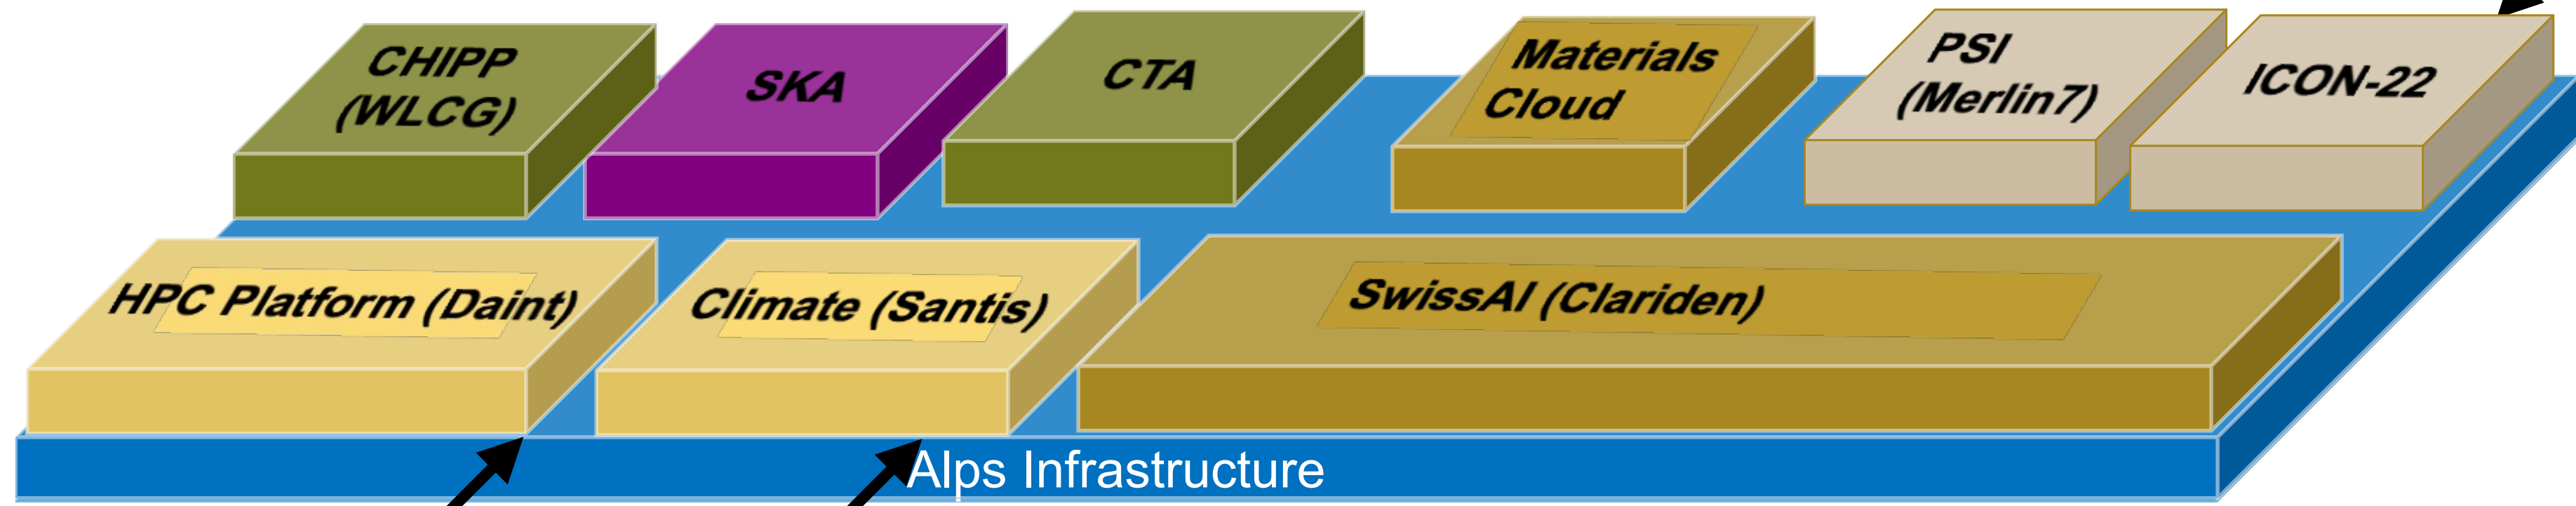 CHIPP
(WLCG)
SKA
CTA
Materials
Cloud
PSI
(Merlin7)
ICON-22
HPC Platform (Daint)
Climate (Santis)
SwissAI (Clariden)
Alps Infrastructure